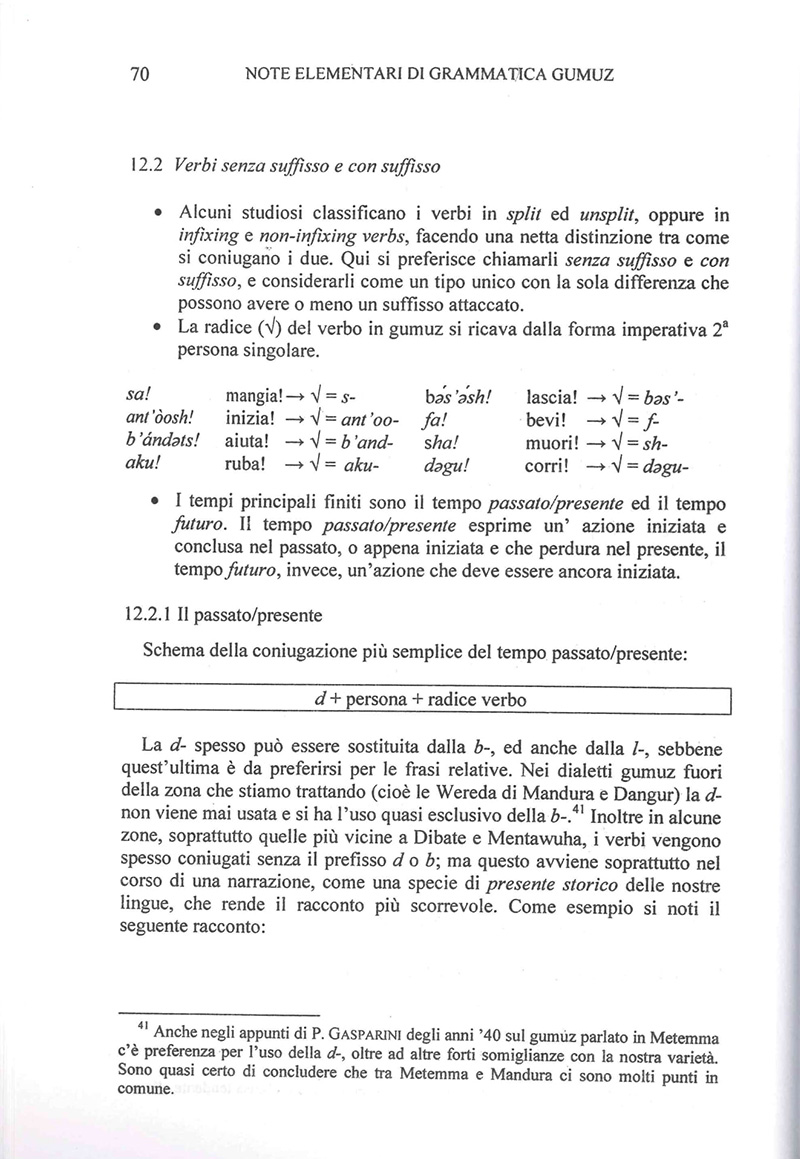 70 NOTE ELEMENTARI DI GRAMMATICA GUMUZ
12.2 Verbi senza suffisso e con suffisso
• Alcuni studiosi classificano i verbi in split ed unsplit, oppure in
infixing e non-infixing verbs, facendo una netta distinzione tra come
si coniugano i due. Qui si preferisce chiamarli senza suffisso e con
suffisso, e considerarli come un tipo unico con la sola differenza che
possono avere o meno un suffisso attaccato.
• La radice (√) del verbo in gumuz si ricava dalla forma imperativa 2ª
persona singolare.
sa! mangia! → √ = s- bə́s'ə́sh! lascia! → √ = bəs'-
ant'òosh! inizia! → √ = ant'oo- fa! bevi! → √ = f-
b'ándəts! aiuta! → √ = b'and- sha! muori! → √ = sh-
aku! ruba! → √ = aku- dəgu! corri! → √ = dəgu-
• I tempi principali finiti sono il tempo passato/presente ed il tempo
futuro. Il tempo passato/presente esprime un' azione iniziata e
conclusa nel passato, o appena iniziata e che perdura nel presente, il
tempo futuro, invece, un'azione che deve essere ancora iniziata.
12.2.1 Il passato/presente
Schema della coniugazione più semplice del tempo passato/presente:
d + persona + radice verbo
La d- spesso può essere sostituita dalla b-, ed anche dalla l-, sebbene
quest'ultima è da preferirsi per le frasi relative. Nei dialetti gumuz fuori
della zona che stiamo trattando (cioè le Wereda di Mandura e Dangur) la d-
non viene mai usata e si ha l'uso quasi esclusivo della b-.41 Inoltre in alcune
zone, soprattutto quelle più vicine a Dibate e Mentawuha, i verbi vengono
spesso coniugati senza il prefisso d o b; ma questo avviene soprattutto nel
corso di una narrazione, come una specie di presente storico delle nostre
lingue, che rende il racconto più scorrevole. Come esempio si noti il
seguente racconto:
41 Anche negli appunti di P. GASPARINI degli anni '40 sul gumuz parlato in Metemma
c'è preferenza per l'uso della d-, oltre ad altre forti somiglianze con la nostra varietà.
Sono quasi certo di concludere che tra Metemma e Mandura ci sono molti punti in
comune.